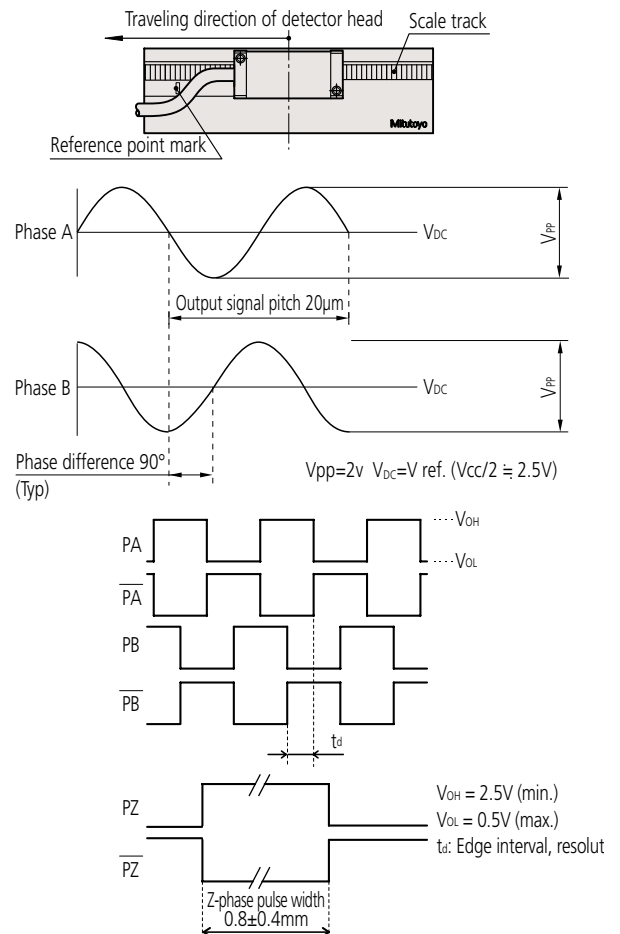 Traveling direction of detector head
Scale track
Mitutoyo
Reference point mark
Phase A
VDC
VPP
Output signal pitch 20µm
Phase B
VDC
VPP
Phase difference 90°
(Typ)
Vpp=2v VDC=V ref. (Vcc/2 ≒ 2.5V)
VOH
PA
VOL
P̅A̅
PB
P̅B̅
td
PZ
VOH = 2.5V (min.)
VOL = 0.5V (max.)
td: Edge interval, resolut
P̅Z̅
Z-phase pulse width
0.8±0.4mm